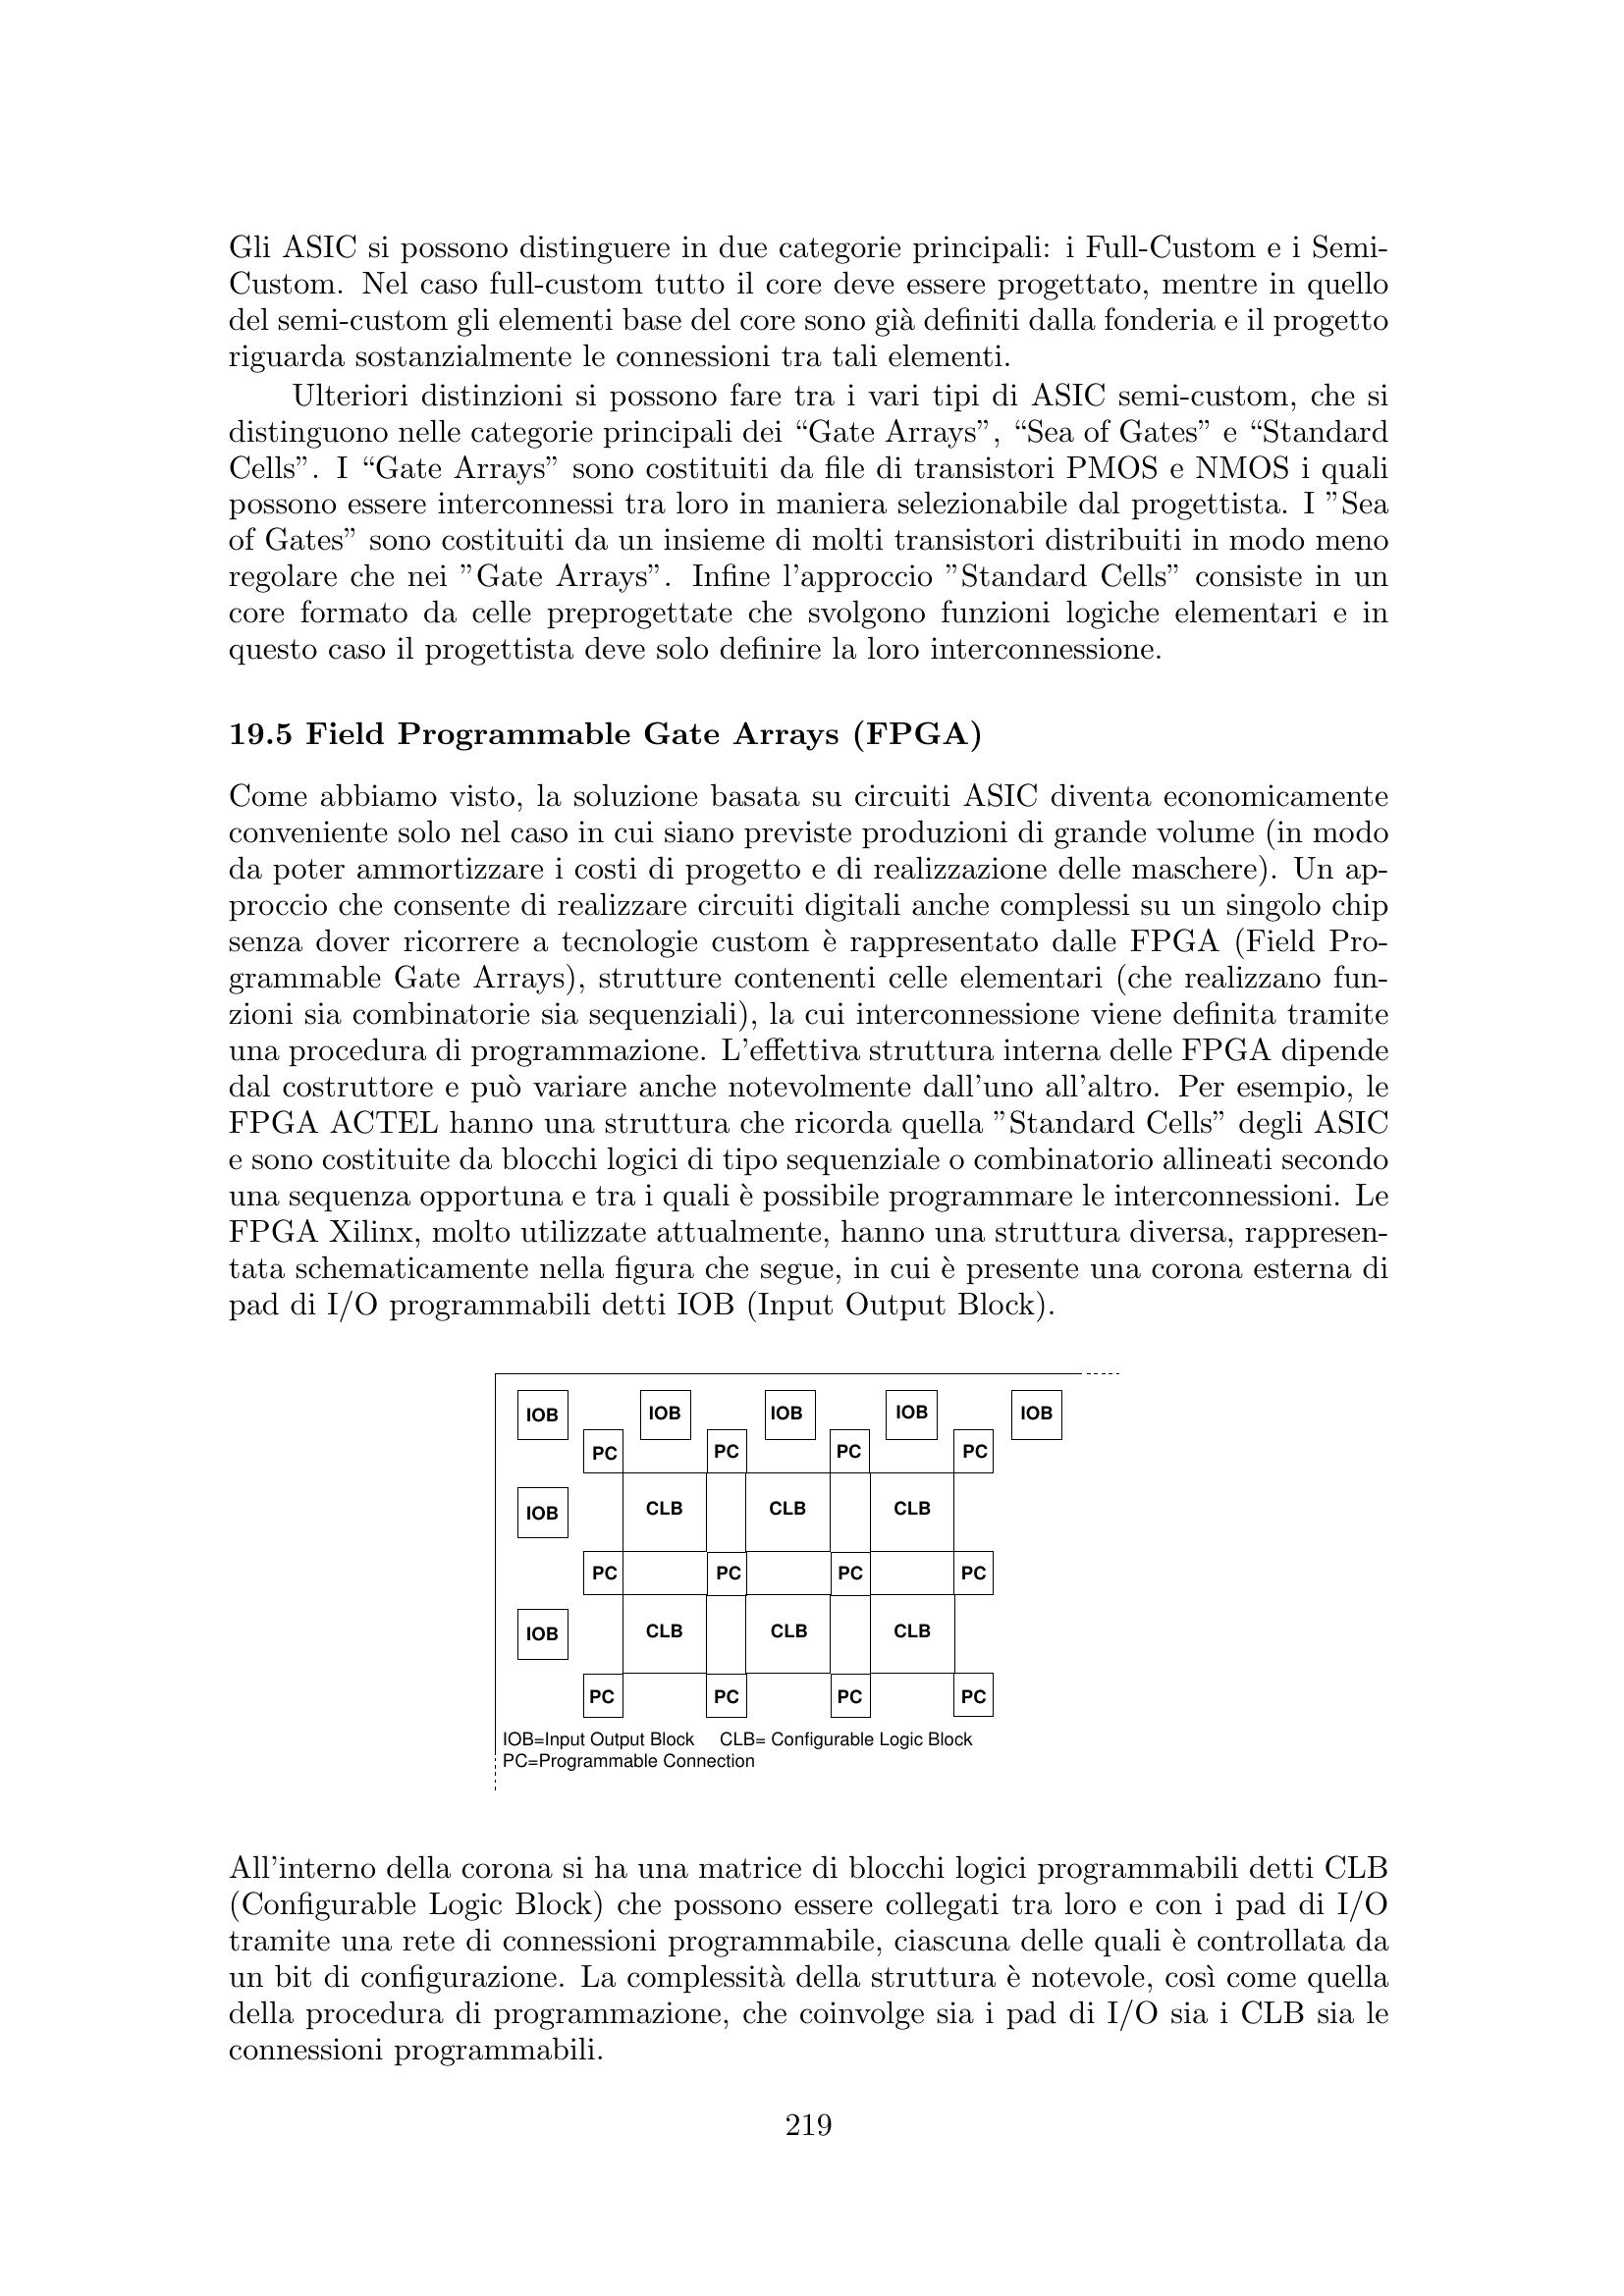 Gli ASIC si possono distinguere in due categorie principali: i Full-Custom e i Semi-
Custom. Nel caso full-custom tutto il core deve essere progettato, mentre in quello
del semi-custom gli elementi base del core sono già definiti dalla fonderia e il progetto
riguarda sostanzialmente le connessioni tra tali elementi.
Ulteriori distinzioni si possono fare tra i vari tipi di ASIC semi-custom, che si
distinguono nelle categorie principali dei “Gate Arrays”, “Sea of Gates” e “Standard
Cells”. I “Gate Arrays” sono costituiti da file di transistori PMOS e NMOS i quali
possono essere interconnessi tra loro in maniera selezionabile dal progettista. I ”Sea
of Gates” sono costituiti da un insieme di molti transistori distribuiti in modo meno
regolare che nei ”Gate Arrays”. Infine l’approccio ”Standard Cells” consiste in un
core formato da celle preprogettate che svolgono funzioni logiche elementari e in
questo caso il progettista deve solo definire la loro interconnessione.
19.5 Field Programmable Gate Arrays (FPGA)
Come abbiamo visto, la soluzione basata su circuiti ASIC diventa economicamente
conveniente solo nel caso in cui siano previste produzioni di grande volume (in modo
da poter ammortizzare i costi di progetto e di realizzazione delle maschere). Un ap-
proccio che consente di realizzare circuiti digitali anche complessi su un singolo chip
senza dover ricorrere a tecnologie custom è rappresentato dalle FPGA (Field Pro-
grammable Gate Arrays), strutture contenenti celle elementari (che realizzano fun-
zioni sia combinatorie sia sequenziali), la cui interconnessione viene definita tramite
una procedura di programmazione. L’effettiva struttura interna delle FPGA dipende
dal costruttore e può variare anche notevolmente dall’uno all’altro. Per esempio, le
FPGA ACTEL hanno una struttura che ricorda quella ”Standard Cells” degli ASIC
e sono costituite da blocchi logici di tipo sequenziale o combinatorio allineati secondo
una sequenza opportuna e tra i quali è possibile programmare le interconnessioni. Le
FPGA Xilinx, molto utilizzate attualmente, hanno una struttura diversa, rappresen-
tata schematicamente nella figura che segue, in cui è presente una corona esterna di
pad di I/O programmabili detti IOB (Input Output Block).
IOB IOB IOB IOB IOB
PC PC PC PC
IOB CLB CLB CLB
PC PC PC PC
IOB CLB CLB CLB
PC PC PC PC
IOB=Input Output Block CLB= Configurable Logic Block
PC=Programmable Connection
All’interno della corona si ha una matrice di blocchi logici programmabili detti CLB
(Configurable Logic Block) che possono essere collegati tra loro e con i pad di I/O
tramite una rete di connessioni programmabile, ciascuna delle quali è controllata da
un bit di configurazione. La complessità della struttura è notevole, così come quella
della procedura di programmazione, che coinvolge sia i pad di I/O sia i CLB sia le
connessioni programmabili.
219